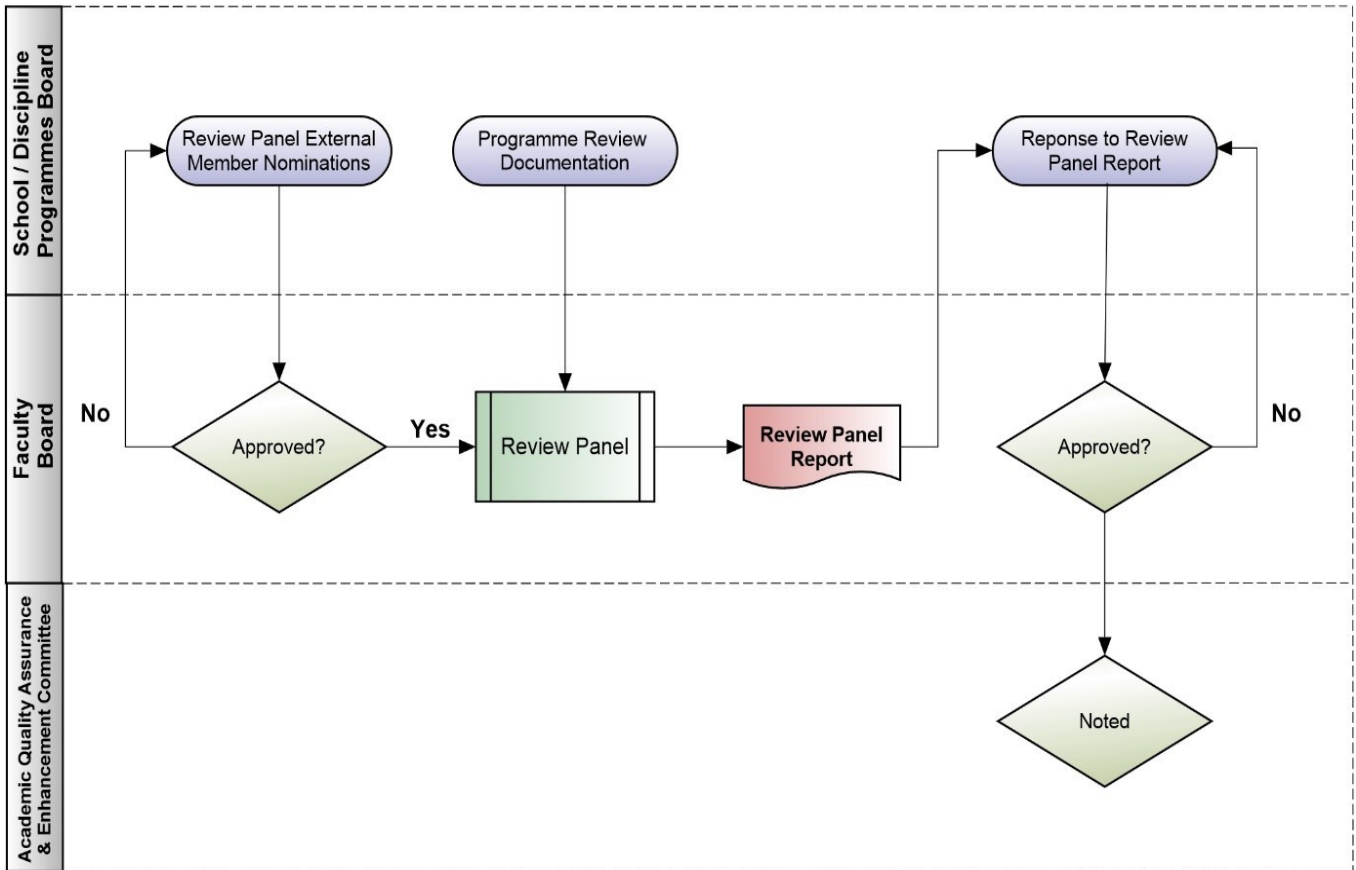 School / Discipline
Programmes Board
Review Panel External
Member Nominations
Programme Review
Documentation
Reponse to Review
Panel Report
Faculty
Board
No
Approved?
Yes
Review Panel
Review Panel
Report
Approved?
No
Academic Quality Assurance
& Enhancement Committee
Noted